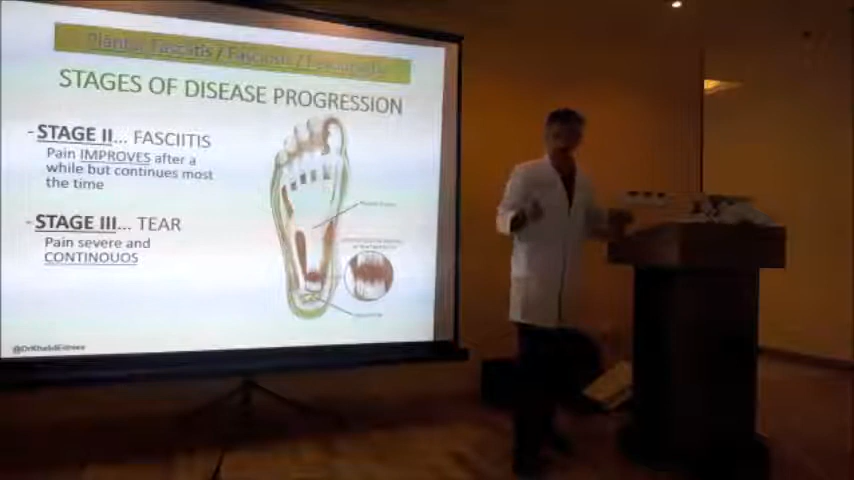 Plantar Fasciitis / Fasciosis /
STAGES OF DISEASE PROGRESSION
- STAGE II... FASCIITIS
Pain IMPROVES after a
while but continues most
the time
- STAGE III... TEAR
Pain severe and
CONTINOUOS